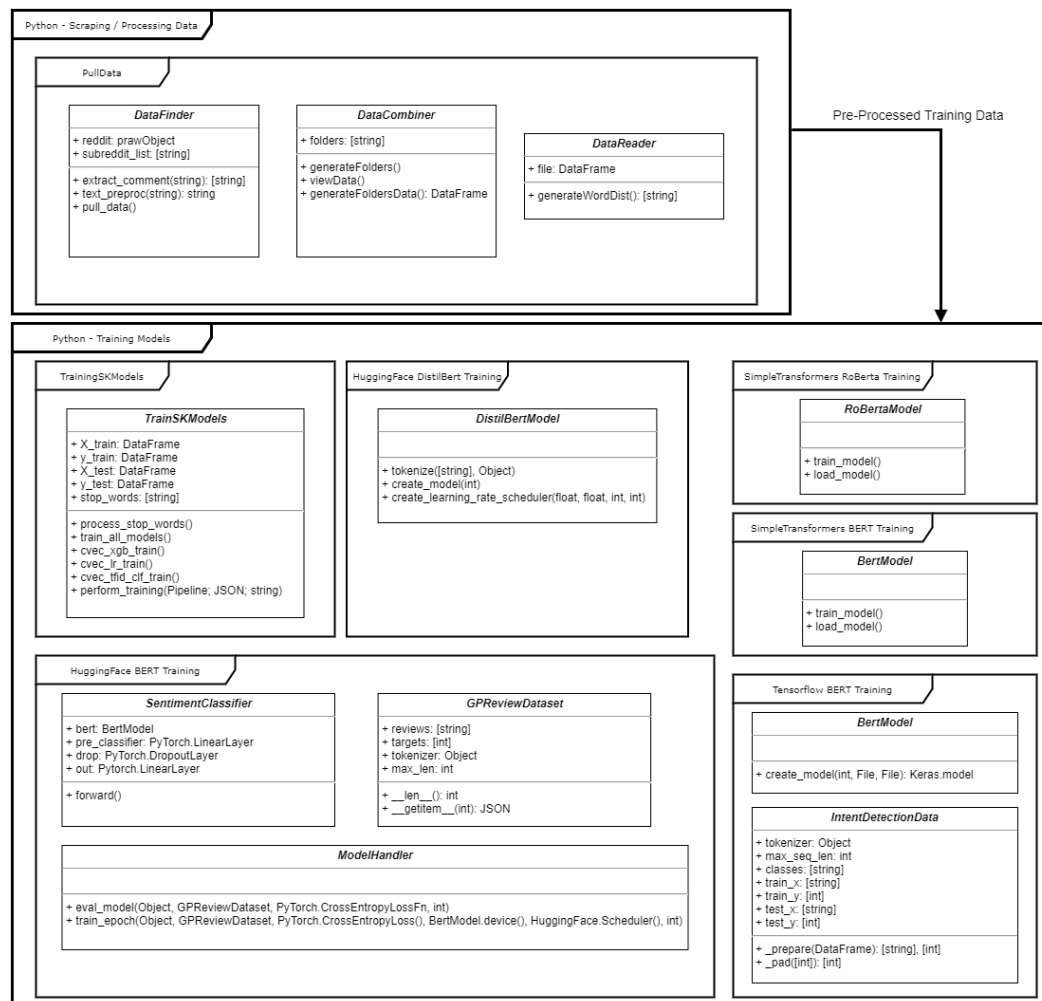 Python - Scraping / Processing Data
PullData
DataFinder
+ reddit: prawObject
+ subreddit_list: [string]
+ extract_comment(string): [string]
+ text_preproc(string): string
+ pull_data()
DataCombiner
+ folders: [string]
+ generateFolders()
+ viewData()
+ generateFoldersData(): DataFrame
DataReader
+ file: DataFrame
+ generateWordDist(): [string]
Pre-Processed Training Data
Python - Training Models
TrainingSKModels
TrainSKModels
+ X_train: DataFrame
+ y_train: DataFrame
+ X_test: DataFrame
+ y_test: DataFrame
+ stop_words: [string]
+ process_stop_words()
+ train_all_models()
+ cvec_xgb_train()
+ cvec_lr_train()
+ cvec_tfid_clf_train()
+ perform_training(Pipeline; JSON; string)
HuggingFace DistilBert Training
DistilBertModel
+ tokenize([string], Object)
+ create_model(int)
+ create_learning_rate_scheduler(float, float, int, int)
SimpleTransformers RoBerta Training
RoBertaModel
+ train_model()
+ load_model()
SimpleTransformers BERT Training
BertModel
+ train_model()
+ load_model()
HuggingFace BERT Training
SentimentClassifier
+ bert: BertModel
+ pre_classifier: PyTorch.LinearLayer
+ drop: PyTorch.DropoutLayer
+ out: Pytorch.LinearLayer
+ forward()
GPReviewDataset
+ reviews: [string]
+ targets: [int]
+ tokenizer: Object
+ max_len: int
+ __len__(): int
+ __getitem__(int): JSON
ModelHandler
+ eval_model(Object, GPReviewDataset, PyTorch.CrossEntropyLossFn, int)
+ train_epoch(Object, GPReviewDataset, PyTorch.CrossEntropyLoss(), BertModel.device(), HuggingFace.Scheduler(), int)
Tensorflow BERT Training
BertModel
+ create_model(int, File, File): Keras.model
IntentDetectionData
+ tokenizer: Object
+ max_seq_len: int
+ classes: [string]
+ train_x: [string]
+ train_y: [int]
+ test_x: [string]
+ test_y: [int]
+ _prepare(DataFrame): [string], [int]
+ _pad([int]): [int]